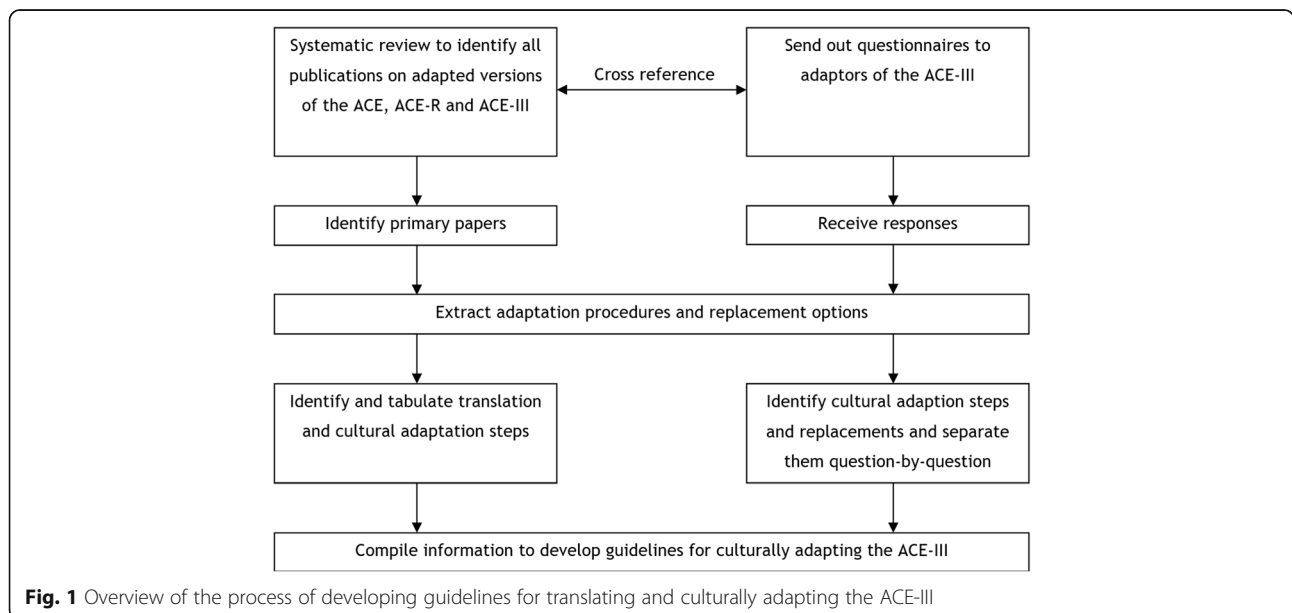 Systematic review to identify all
publications on adapted versions
of the ACE, ACE-R and ACE-III
Cross reference
Send out questionnaires to
adaptors of the ACE-III
Identify primary papers
Receive responses
Extract adaptation procedures and replacement options
Identify and tabulate translation
and cultural adaptation steps
Identify cultural adaption steps
and replacements and separate
them question-by-question
Compile information to develop guidelines for culturally adapting the ACE-III
Fig. 1 Overview of the process of developing guidelines for translating and culturally adapting the ACE-III